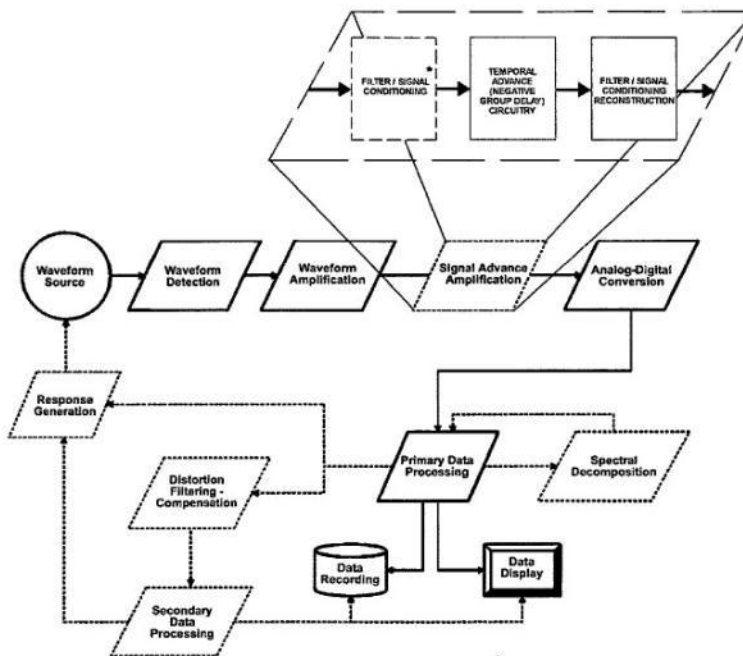 FILTER / SIGNAL *
CONDITIONING
TEMPORAL
ADVANCE
(NEGATIVE
GROUP DELAY)
CIRCUITRY
FILTER / SIGNAL
CONDITIONING
RECONSTRUCTION
Waveform
Source
Waveform
Detection
Waveform
Amplification
Signal Advance
Amplification
Analog-Digital
Conversion
Response
Generation
Distortion
Filtering -
Compensation
Primary Data
Processing
Spectral
Decomposition
Secondary
Data
Processing
Data
Recording
Data
Display